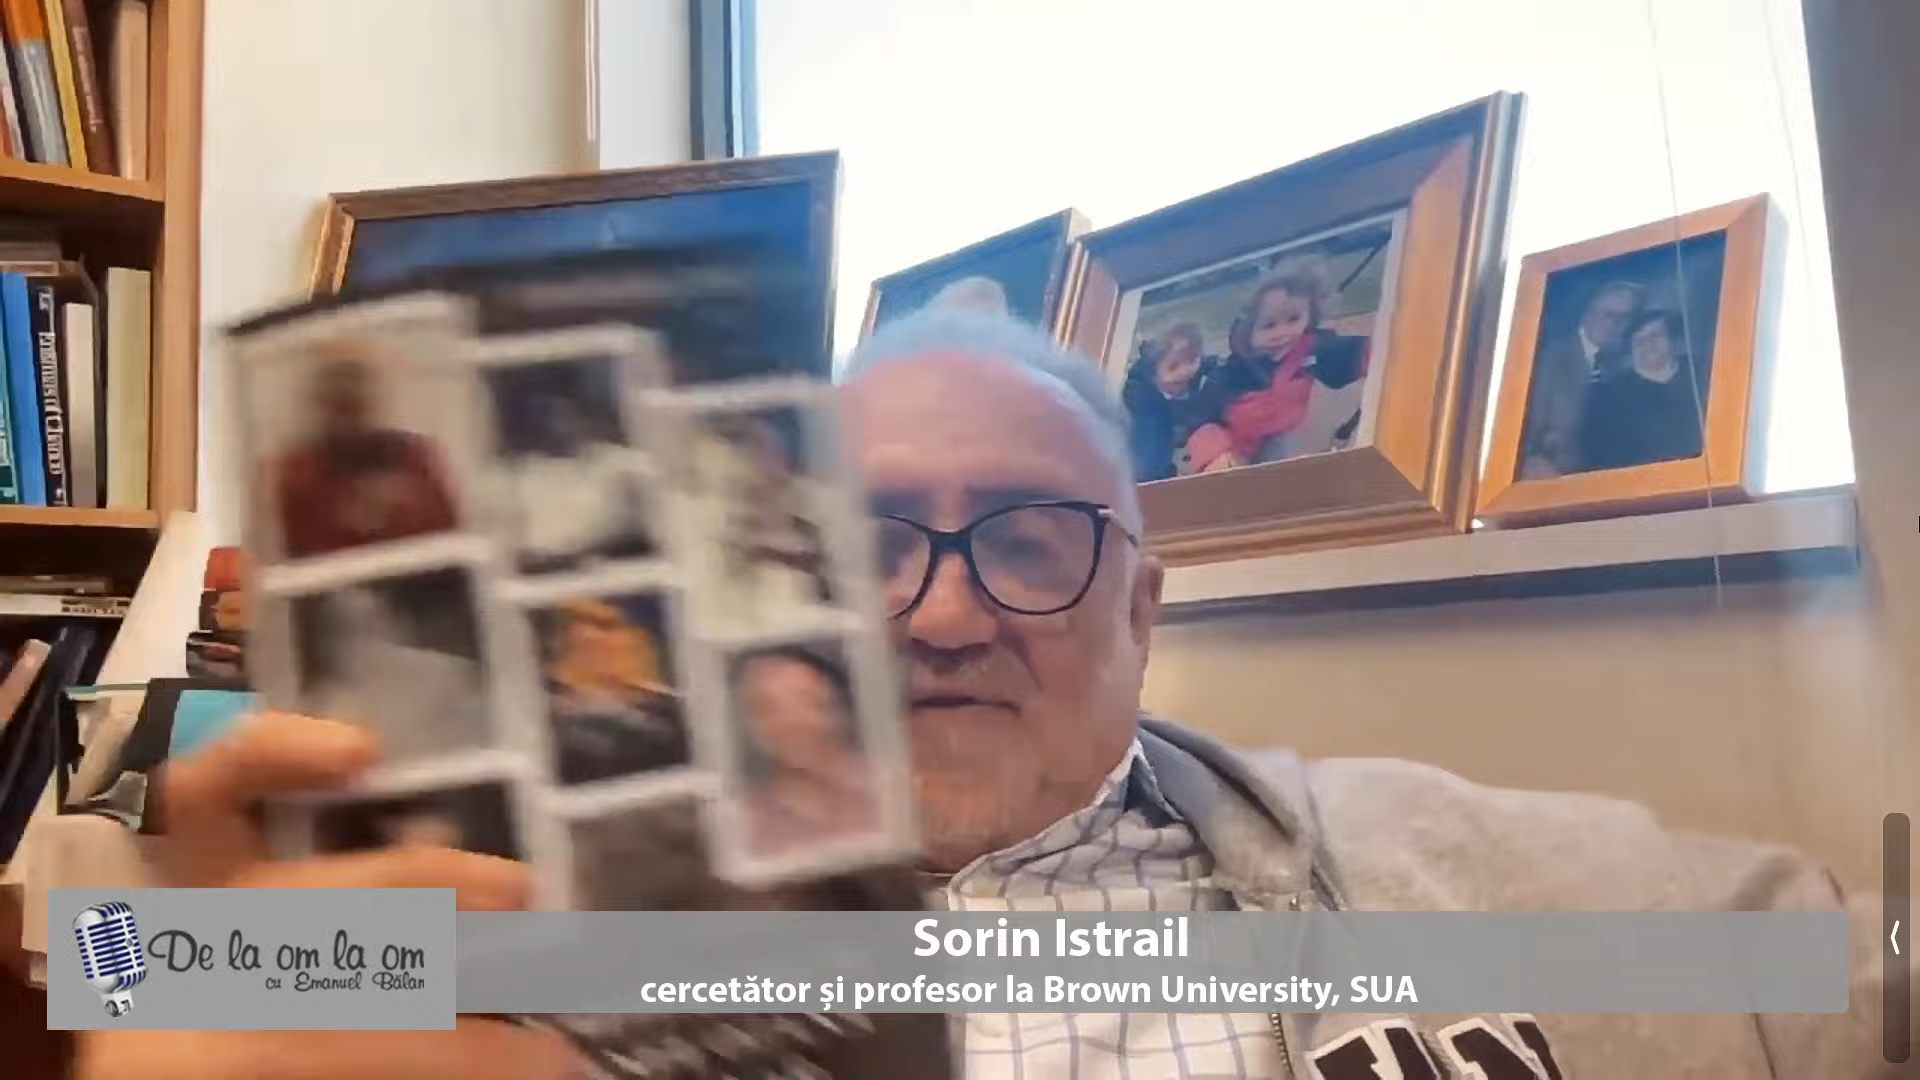 De la om la om
cu Emanuel Bălan
Sorin Istrail
cercetător și profesor la Brown University, SUA